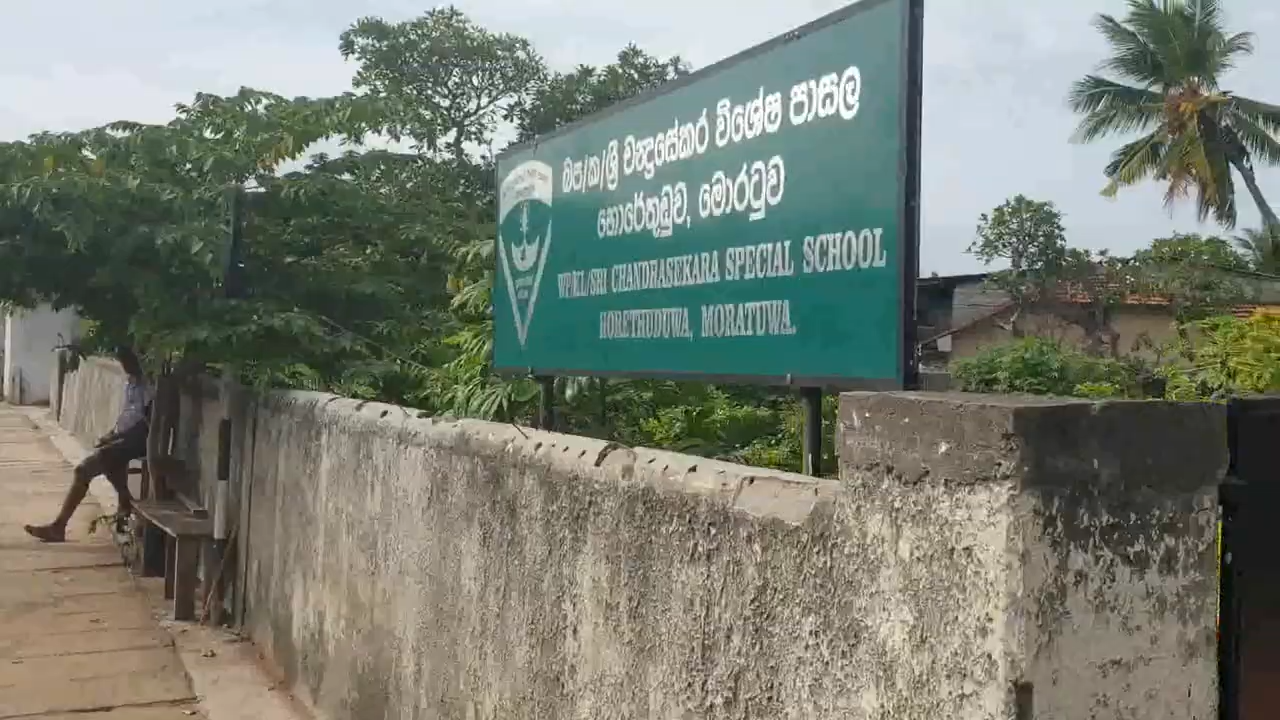 බප/ක/ශ්‍රී චන්ද්‍රසේකර විශේෂ පාසල
හොරේතුඩුව, මොරටුව
WP/KL/SRI CHANDRASEKARA SPECIAL SCHOOL
HORETHUDUWA, MORATUWA.